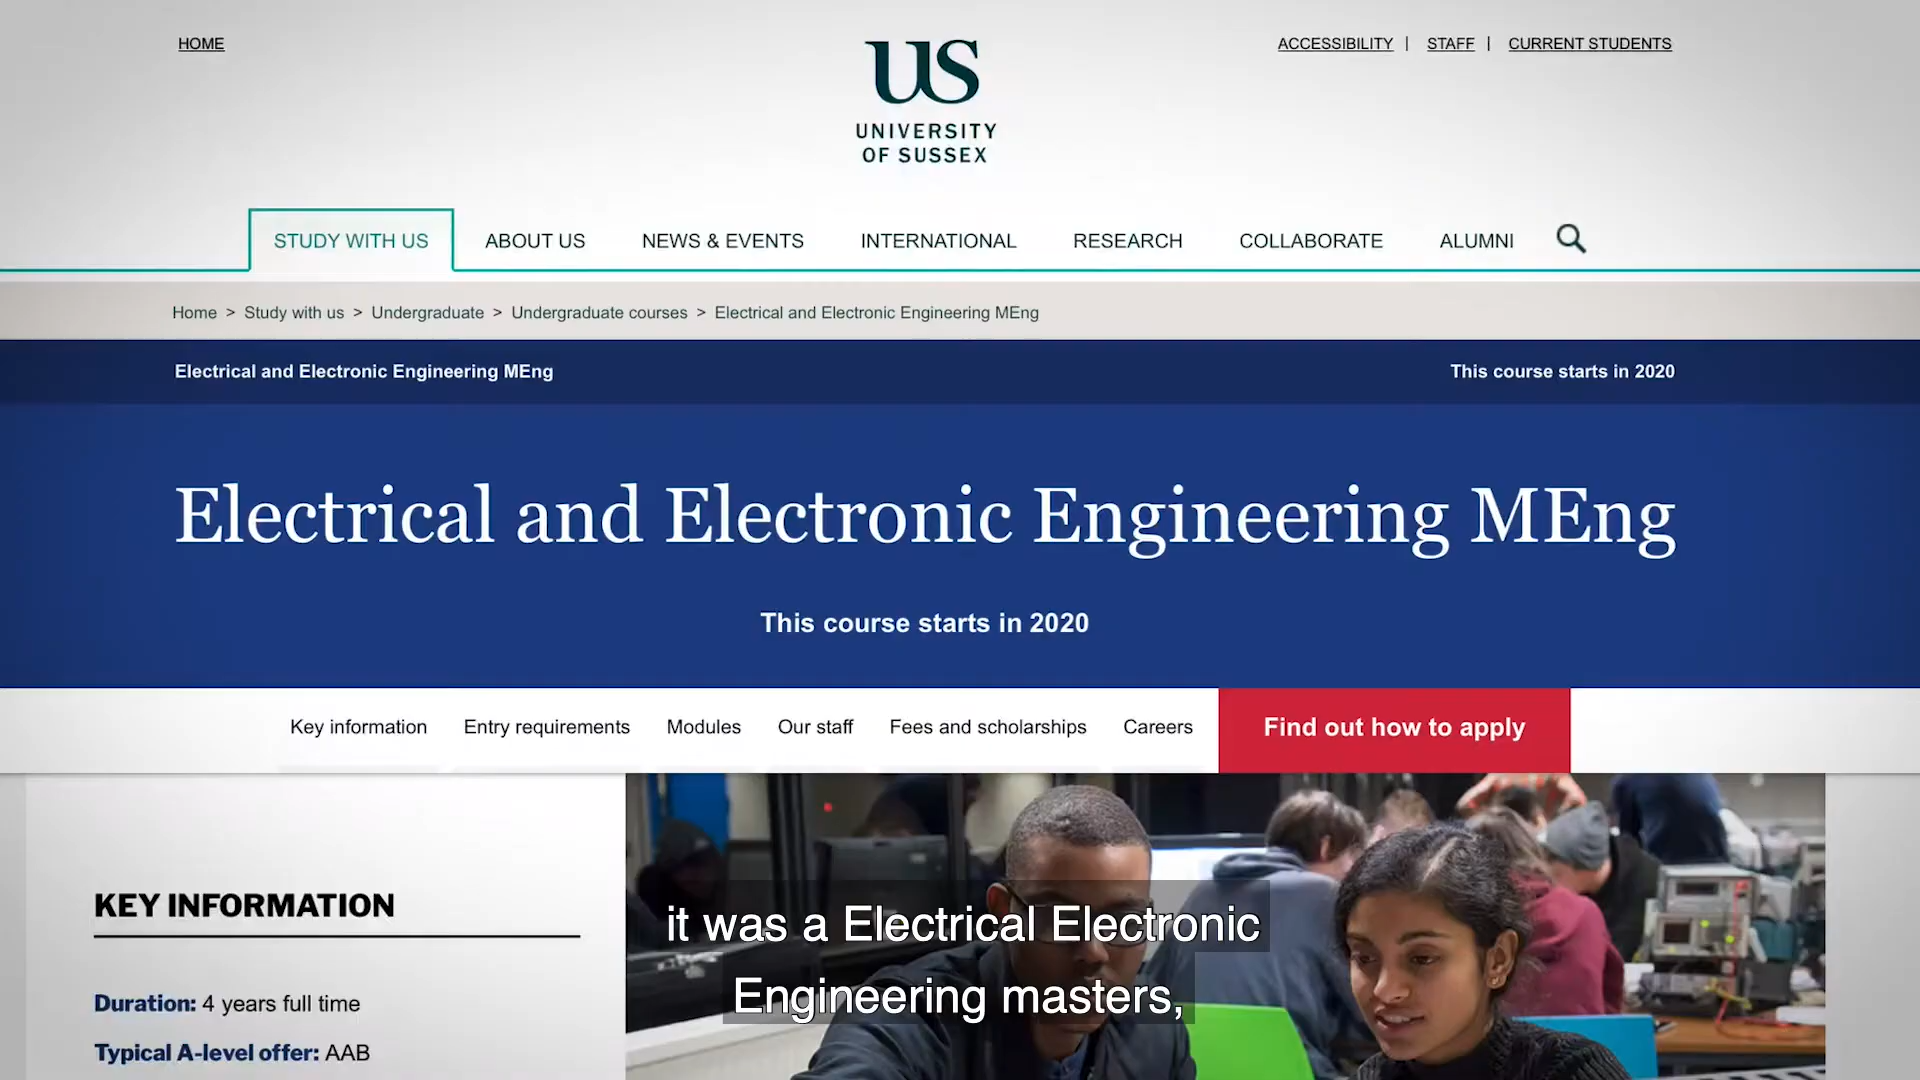 HOME
ACCESSIBILITY | STAFF | CURRENT STUDENTS
US
UNIVERSITY
OF SUSSEX
STUDY WITH US ABOUT US NEWS & EVENTS INTERNATIONAL RESEARCH COLLABORATE ALUMNI
Home > Study with us > Undergraduate > Undergraduate courses > Electrical and Electronic Engineering MEng
Electrical and Electronic Engineering MEng This course starts in 2020
Electrical and Electronic Engineering MEng
This course starts in 2020
Key information Entry requirements Modules Our staff Fees and scholarships Careers Find out how to apply
KEY INFORMATION
Duration: 4 years full time
Typical A-level offer: AAB
it was a Electrical Electronic
Engineering masters,